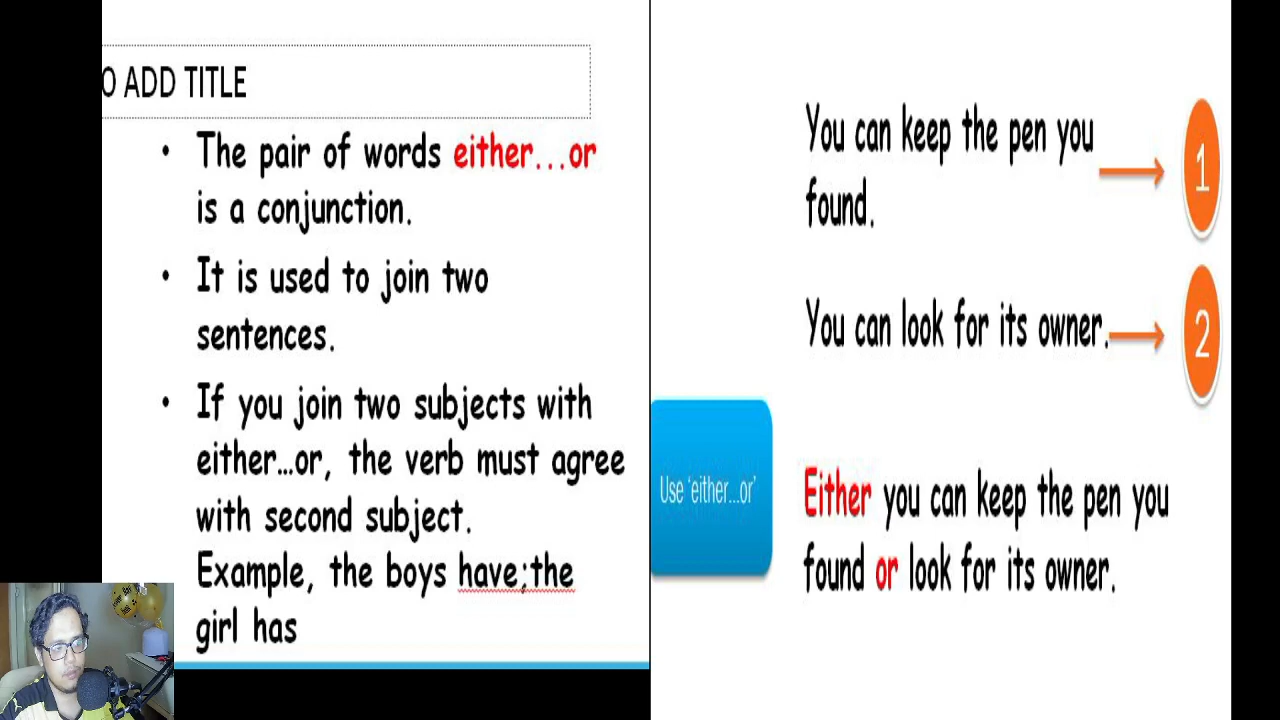 O ADD TITLE
• The pair of words either...or
is a conjunction.
• It is used to join two
sentences.
• If you join two subjects with
either...or, the verb must agree
with second subject.
Example, the boys have;the
girl has
You can keep the pen you
found.
1
You can look for its owner.
2
Use 'either...or'
Either you can keep the pen you
found or look for its owner.